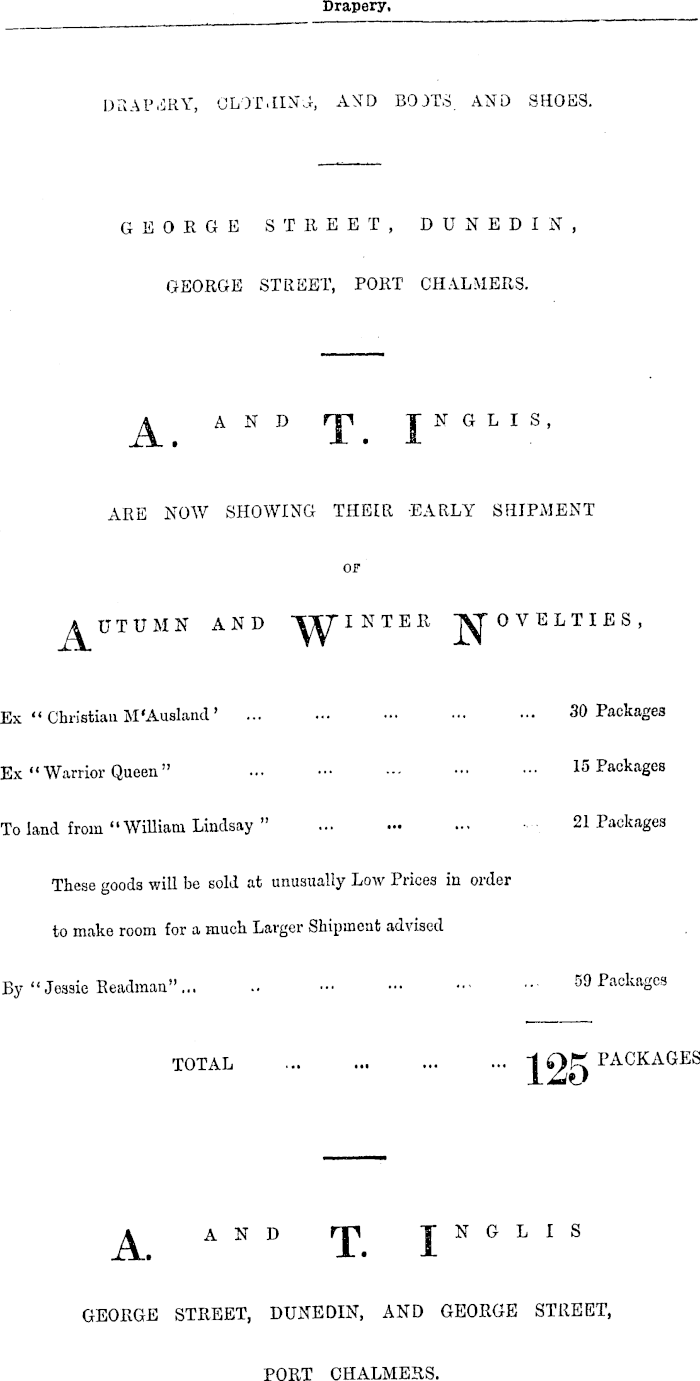 Drapery.
DRAPERY, CLOTHING, AND BOOTS AND SHOES.
GEORGE STREET, DUNEDIN,
GEORGE STREET, PORT CHALMERS.
A. AND T. INGLIS,
ARE NOW SHOWING THEIR EARLY SHIPMENT
OF
AUTUMN AND WINTER NOVELTIES,
Ex "Christian M'Ausland' ... ... ... ... ... 30 Packages
Ex "Warrior Queen" ... ... ... ... ... 15 Packages
To land from "William Lindsay" ... ... ... ... 21 Packages
These goods will be sold at unusually Low Prices in order
to make room for a much Larger Shipment advised
By "Jessie Readman"... .. ... ... ... ... 59 Packages
TOTAL ... ... ... ... 125 PACKAGES
A. AND T. INGLIS
GEORGE STREET, DUNEDIN, AND GEORGE STREET,
PORT CHALMERS.